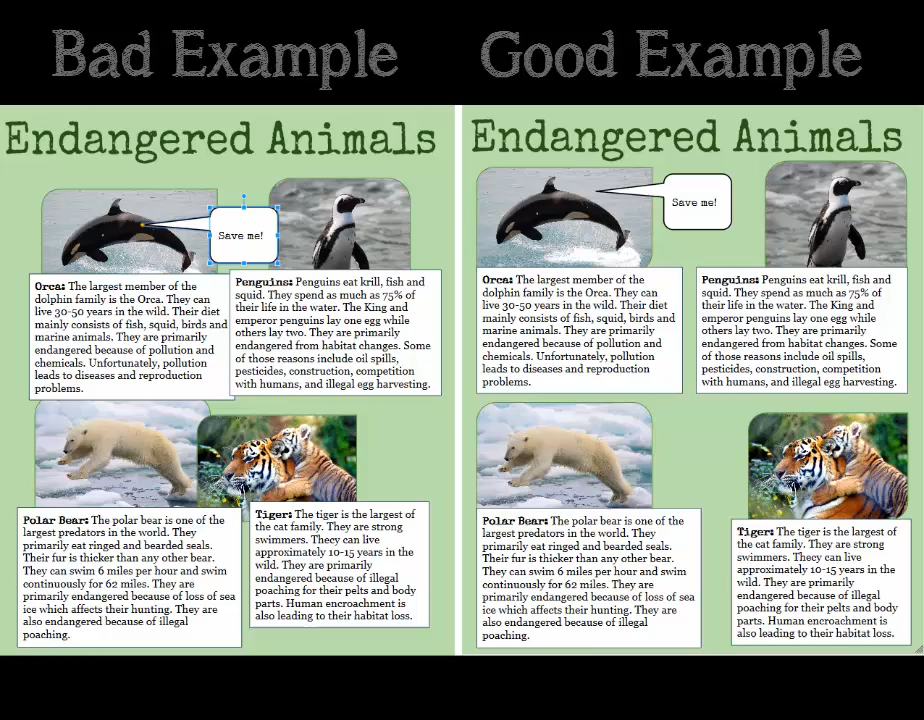 Bad Example
Good Example
Endangered Animals
Save me!
Orca: The largest member of the
dolphin family is the Orca. They can
live 30-50 years in the wild. Their diet
mainly consists of fish, squid, birds and
marine animals. They are primarily
endangered because of pollution and
chemicals. Unfortunately, pollution
leads to diseases and reproduction
problems.
Penguins: Penguins eat krill, fish and
squid. They spend as much as 75% of
their life in the water. The King and
emperor penguins lay one egg while
others lay two. They are primarily
endangered from habitat changes. Some
of those reasons include oil spills,
pesticides, construction, competition
with humans, and illegal egg harvesting.
Polar Bear: The polar bear is one of the
largest predators in the world. They
primarily eat ringed and bearded seals.
Their fur is thicker than any other bear.
They can swim 6 miles per hour and swim
continuously for 62 miles. They are
primarily endangered because of loss of sea
ice which affects their hunting. They are
also endangered because of illegal
poaching.
Tiger: The tiger is the largest of
the cat family. They are strong
swimmers. Thecy can live
approximately 10-15 years in the
wild. They are primarily
endangered because of illegal
poaching for their pelts and body
parts. Human encroachment is
also leading to their habitat loss.
Endangered Animals
Save me!
Orca: The largest member of the
dolphin family is the Orca. They can
live 30-50 years in the wild. Their diet
mainly consists of fish, squid, birds and
marine animals. They are primarily
endangered because of pollution and
chemicals. Unfortunately, pollution
leads to diseases and reproduction
problems.
Penguins: Penguins eat krill, fish and
squid. They spend as much as 75% of
their life in the water. The King and
emperor penguins lay one egg while
others lay two. They are primarily
endangered from habitat changes. Some
of those reasons include oil spills,
pesticides, construction, competition
with humans, and illegal egg harvesting.
Polar Bear: The polar bear is one of the
largest predators in the world. They
primarily eat ringed and bearded seals.
Their fur is thicker than any other bear.
They can swim 6 miles per hour and swim
continuously for 62 miles. They are
primarily endangered because of loss of sea
ice which affects their hunting. They are
also endangered because of illegal
poaching.
Tiger: The tiger is the largest of
the cat family. They are strong
swimmers. Thecy can live
approximately 10-15 years in the
wild. They are primarily
endangered because of illegal
poaching for their pelts and body
parts. Human encroachment is
also leading to their habitat loss.